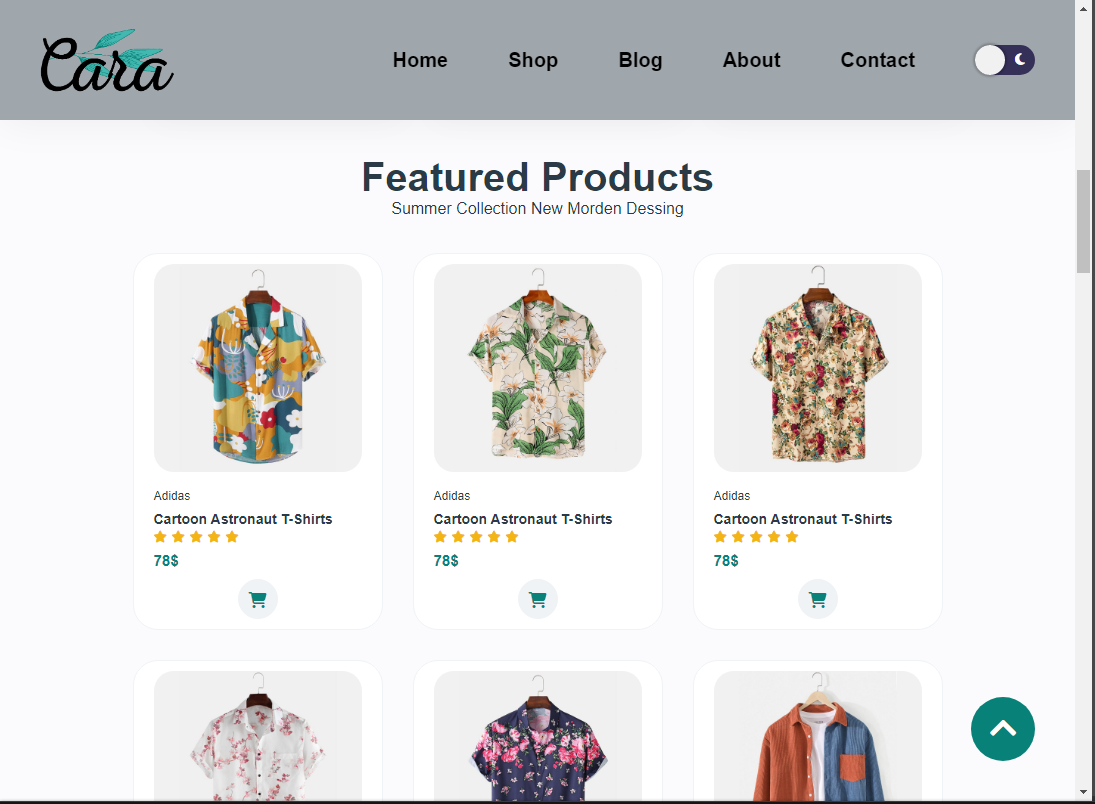 Cara
Home Shop Blog About Contact
Featured Products
Summer Collection New Morden Dessing
Adidas
Cartoon Astronaut T-Shirts
78$
Adidas
Cartoon Astronaut T-Shirts
78$
Adidas
Cartoon Astronaut T-Shirts
78$